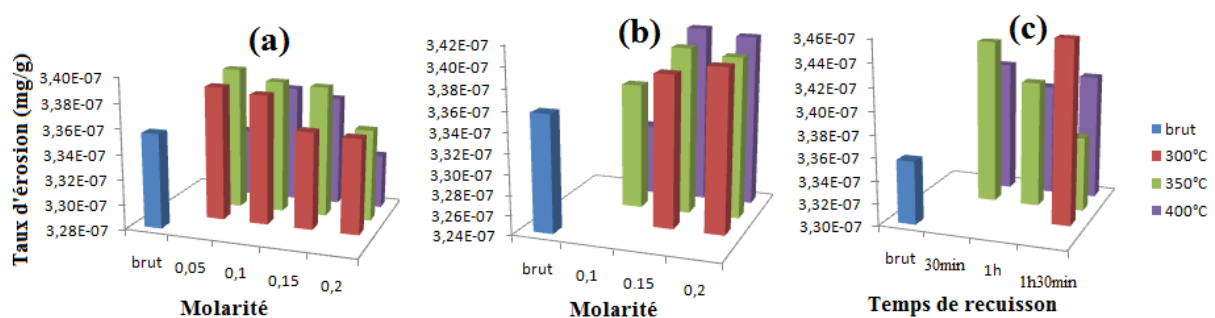 (a)
Taux d'érosion (mg/g)
3,40E-07
3,38E-07
3,36E-07
3,34E-07
3,32E-07
3,30E-07
3,28E-07
brut 0,05 0,1 0,15 0,2
Molarité
(b)
3,42E-07
3,40E-07
3,36E-07
3,34E-07
3,32E-07
3,30E-07
3,28E-07
3,26E-07
3,24E-07
brut 0,1 0.15 0,2
Molarité
(c)
3,46E-07
3,44E-07
3,42E-07
3,40E-07
3,38E-07
3,36E-07
3,34E-07
3,32E-07
3,30E-07
brut 30min 1h 1h30min
Temps de recuisson
brut
300°C
350°C
400°C